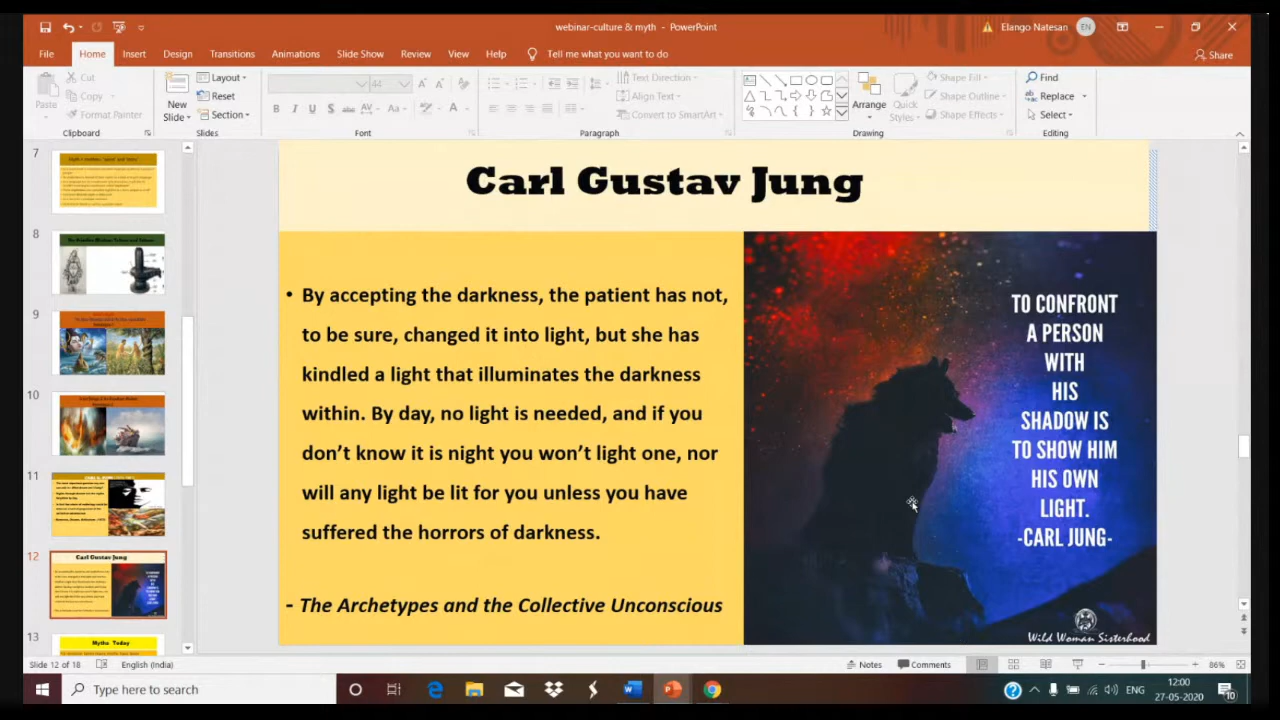 webinar-culture & myth - PowerPoint
Elango Natesan
EN
File
Home
Insert
Design
Transitions
Animations
Slide Show
Review
View
Help
Tell me what you want to do
Share
Paste
Cut
Copy
Format Painter
Clipboard
New Slide
Layout
Reset
Section
Slides
44
Font
Text Direction
Align Text
Convert to SmartArt
Paragraph
Arrange
Quick Styles
Shape Fill
Shape Outline
Shape Effects
Drawing
Find
Replace
Select
Editing
7
8
9
10
11
12
Carl Gustav Jung
13
Myths Today
Carl Gustav Jung
• By accepting the darkness, the patient has not,
to be sure, changed it into light, but she has
kindled a light that illuminates the darkness
within. By day, no light is needed, and if you
don’t know it is night you won’t light one, nor
will any light be lit for you unless you have
suffered the horrors of darkness.
- The Archetypes and the Collective Unconscious
TO CONFRONT
A PERSON
WITH
HIS
SHADOW IS
TO SHOW HIM
HIS OWN
LIGHT.
-CARL JUNG-
Wild Woman Sisterhood
Slide 12 of 18
English (India)
Notes
Comments
86%
Type here to search
ENG
12:00
27-05-2020
10